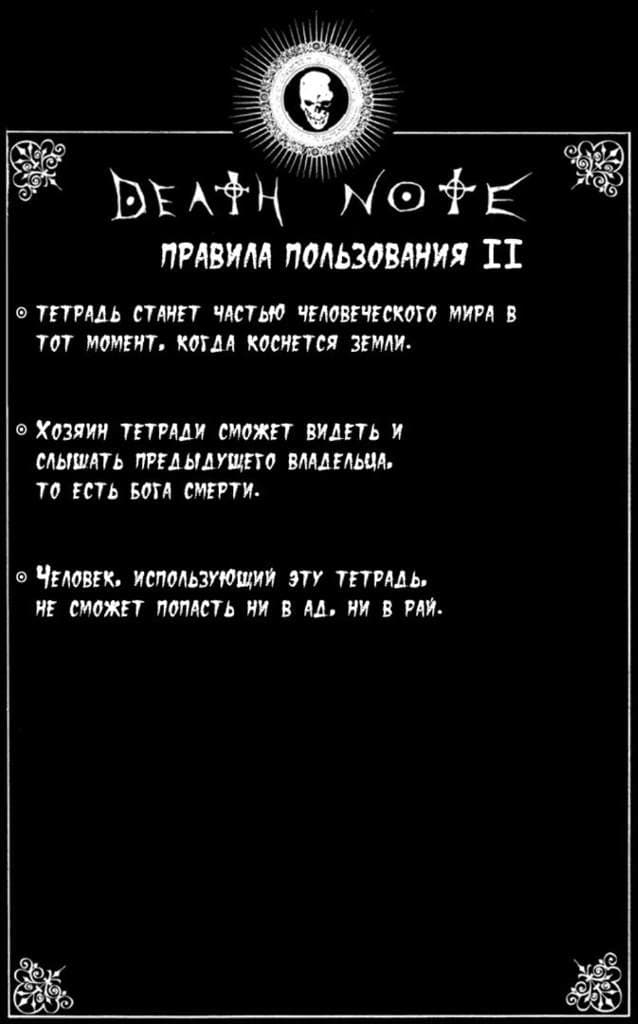 DEATH NOTE
ПРАВИЛА ПОЛЬЗОВАНИЯ II
ТЕТРАДЬ СТАНЕТ ЧАСТЬЮ ЧЕЛОВЕЧЕСКОГО МИРА В
ТОТ МОМЕНТ, КОГДА КОСНЕТСЯ ЗЕМЛИ.
ХОЗЯИН ТЕТРАДИ СМОЖЕТ ВИДЕТЬ И
СЛЫШАТЬ ПРЕДЫДУЩЕГО ВЛАДЕЛЬЦА,
ТО ЕСТЬ БОГА СМЕРТИ.
ЧЕЛОВЕК, ИСПОЛЬЗУЮЩИЙ ЭТУ ТЕТРАДЬ,
НЕ СМОЖЕТ ПОПАСТЬ НИ В АД, НИ В РАЙ.